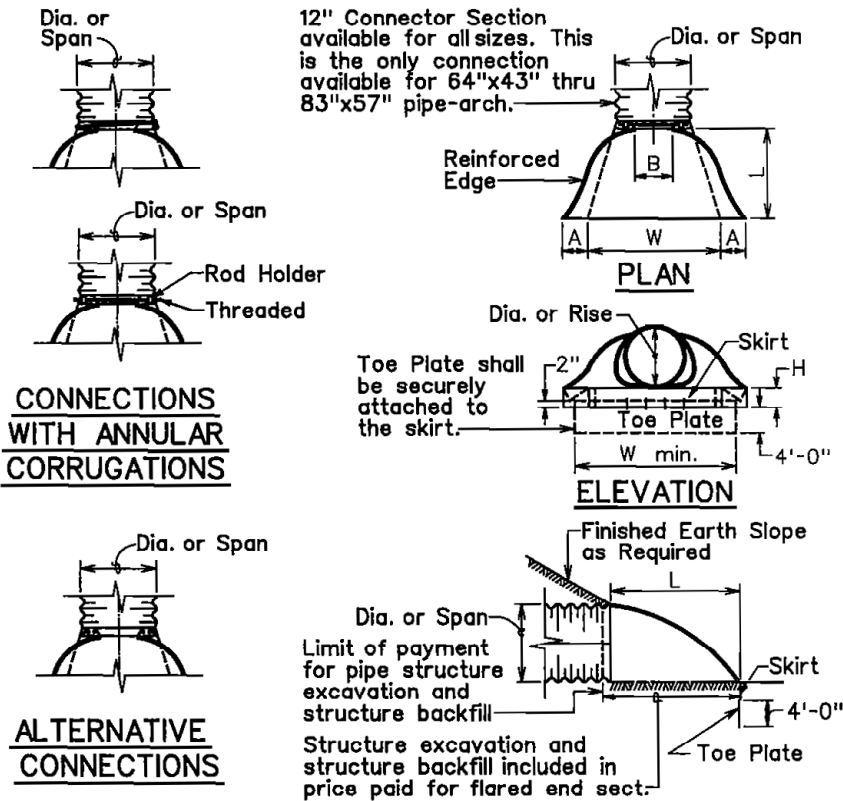 Dia. or
Span
Dia. or Span
Rod Holder
Threaded
CONNECTIONS
WITH ANNULAR
CORRUGATIONS
Dia. or Span
ALTERNATIVE
CONNECTIONS
12" Connector Section
available for all sizes. This
is the only connection
available for 64"x43" thru
83"x57" pipe-arch.
Dia. or Span
Reinforced
Edge
B
L
A
W
A
PLAN
Dia. or Rise
Skirt
Toe Plate shall
be securely
attached to
the skirt.
2"
H
Toe Plate
W min.
4'-0"
ELEVATION
Finished Earth Slope
as Required
L
Dia. or Span
Limit of payment
for pipe structure
excavation and
structure backfill
Skirt
L
4'-0"
Toe Plate
Structure excavation and
structure backfill included in
price paid for flared end sect.